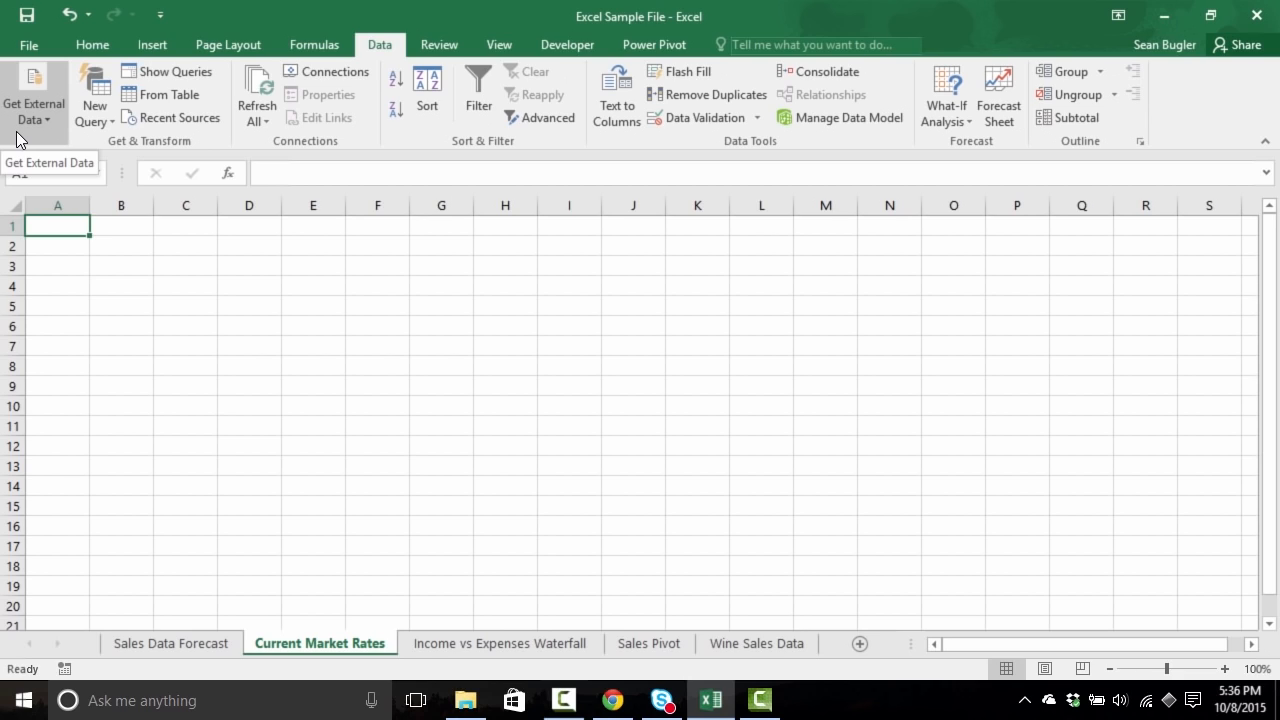 Excel Sample File - Excel
File Home Insert Page Layout Formulas Data Review View Developer Power Pivot Tell me what you want to do... Sean Bugler Share
Get External Data
New Query
Show Queries
From Table
Recent Sources
Get & Transform
Refresh All
Connections
Properties
Edit Links
Connections
Sort
Filter
Clear
Reapply
Advanced
Sort & Filter
Text to Columns
Flash Fill
Remove Duplicates
Data Validation
Consolidate
Relationships
Manage Data Model
Data Tools
What-If Analysis
Forecast Sheet
Forecast
Group
Ungroup
Subtotal
Outline
Get External Data
fx
A B C D E F G H I J K L M N O P Q R S
1
2
3
4
5
6
7
8
9
10
11
12
13
14
15
16
17
18
19
20
21
Sales Data Forecast Current Market Rates Income vs Expenses Waterfall Sales Pivot Wine Sales Data
Ready 100%
Ask me anything
5:36 PM
10/8/2015